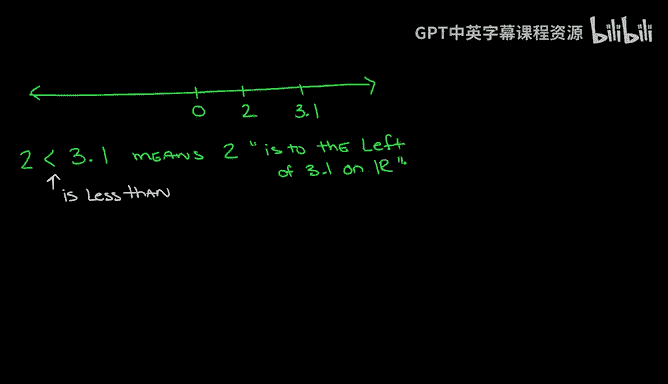 GPT中英字幕课程资源 bilibili
0 2 3.1
2 < 3.1 MEANS 2 "is to the Left
of 3.1 on ℝ".
is Less THAN